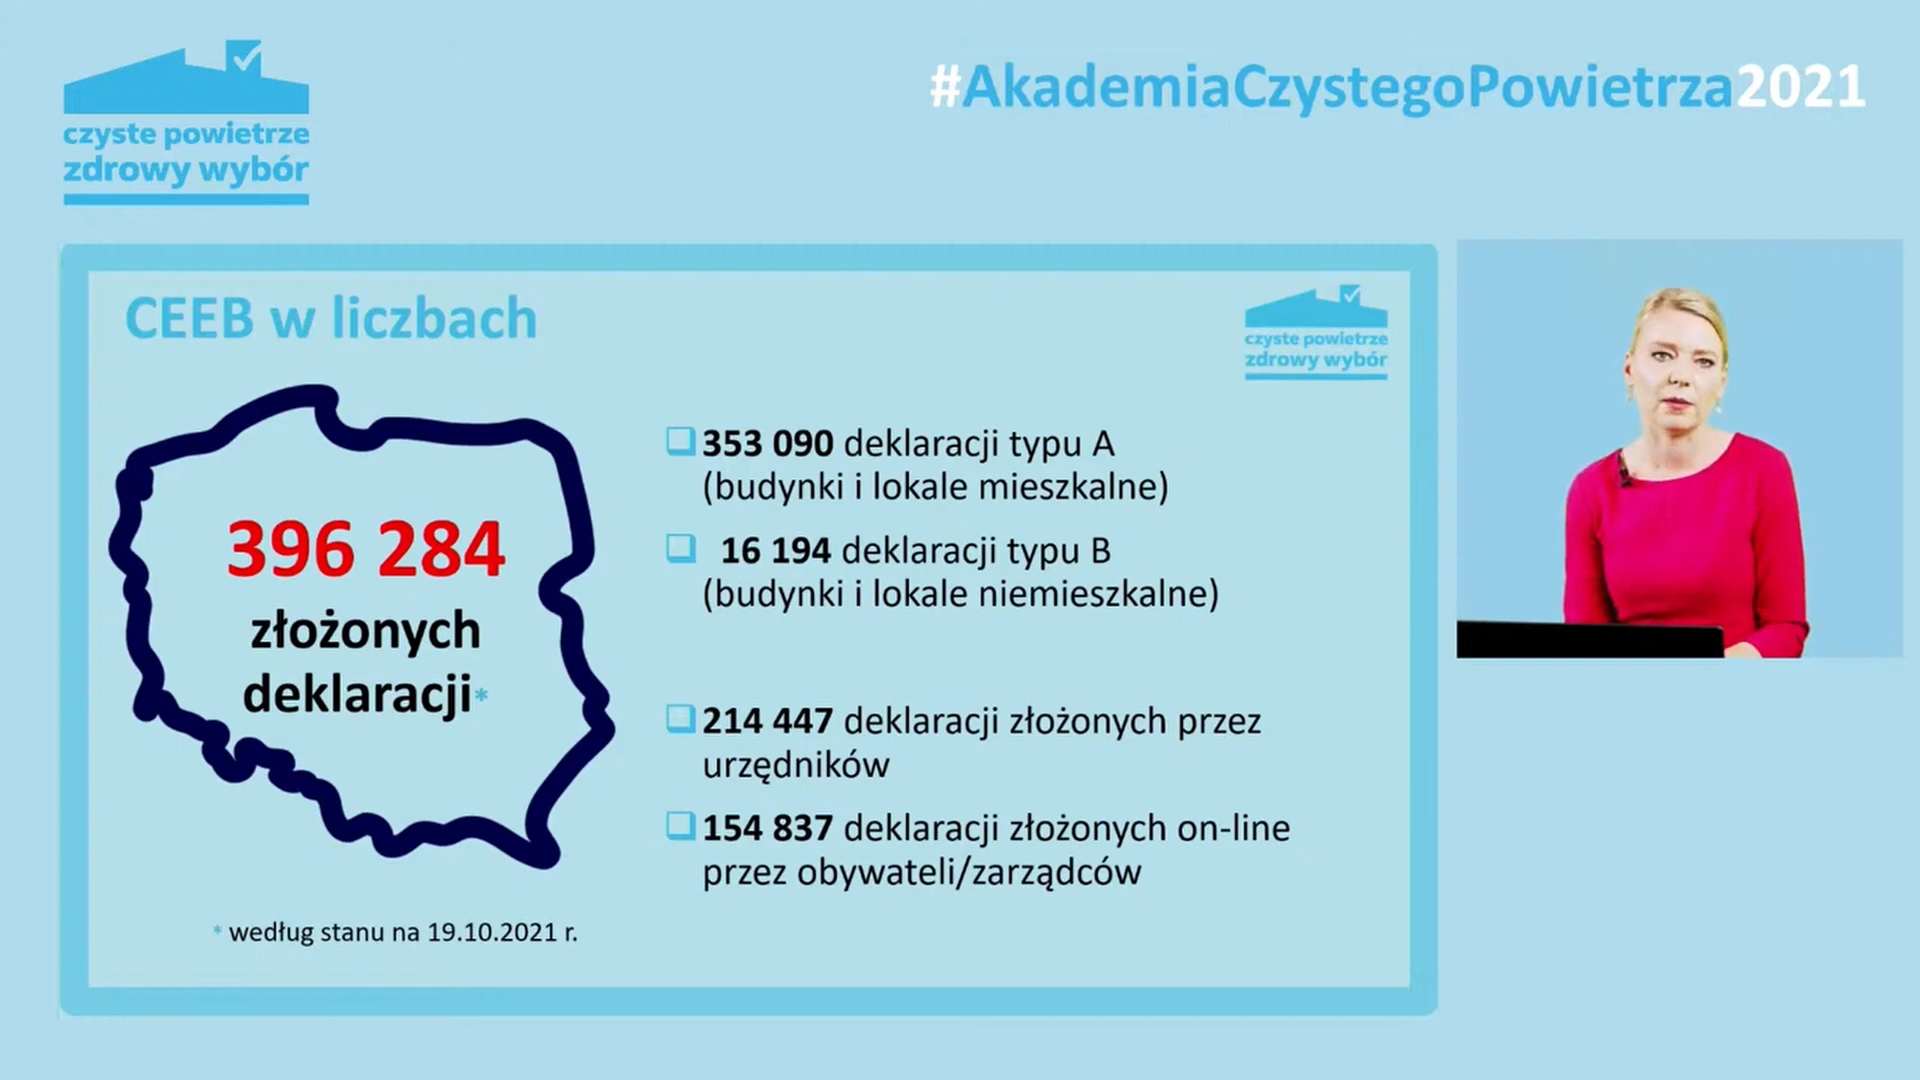 czyste powietrze
zdrowy wybór
#AkademiaCzystegoPowietrza2021
CEEB w liczbach
czyste powietrze
zdrowy wybór
396 284
złożonych
deklaracji*
* według stanu na 19.10.2021 r.
353 090 deklaracji typu A
(budynki i lokale mieszkalne)
16 194 deklaracji typu B
(budynki i lokale niemieszkalne)
214 447 deklaracji złożonych przez
urzędników
154 837 deklaracji złożonych on-line
przez obywateli/zarządców